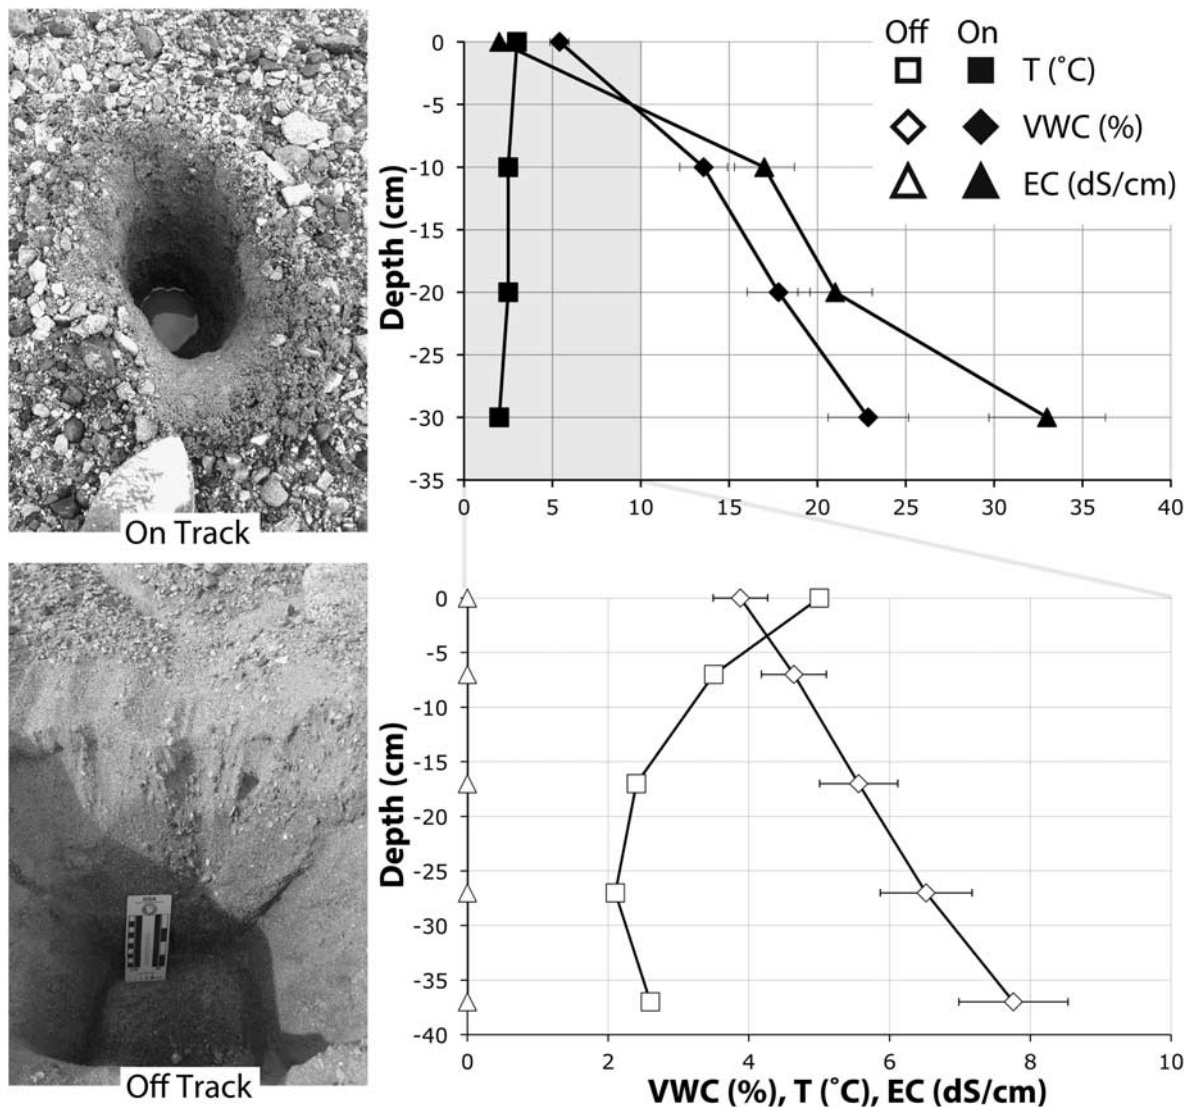 Off On
T (˚C)
VWC (%)
EC (dS/cm)
Depth (cm)
0
-5
-10
-15
-20
-25
-30
-35
0 5 10 15 20 25 30 35 40
On Track
Depth (cm)
0
-5
-10
-15
-20
-25
-30
-35
-40
0 2 4 6 8 10
VWC (%), T (˚C), EC (dS/cm)
Off Track